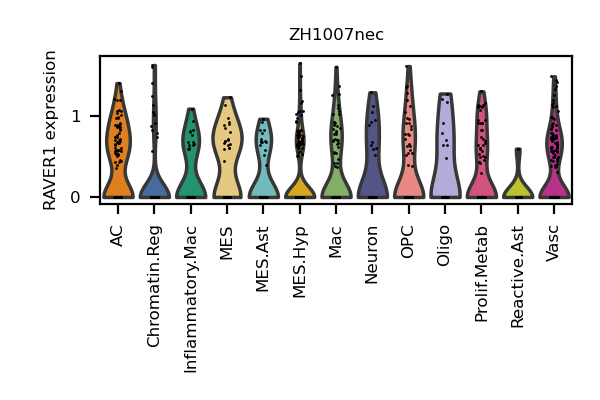 ZH1007nec
RAVER1 expression
1
0
AC
Chromatin.Reg
Inflammatory.Mac
MES
MES.Ast
MES.Hyp
Mac
Neuron
OPC
Oligo
Prolif.Metab
Reactive.Ast
Vasc